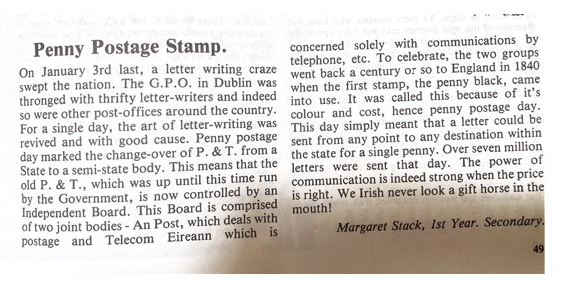 Penny Postage Stamp.
On January 3rd last, a letter writing craze
swept the nation. The G.P.O. in Dublin was
thronged with thrifty letter-writers and indeed
so were other post-offices around the country.
For a single day, the art of letter-writing was
revived and with good cause. Penny postage
day marked the change-over of P. & T. from a
State to a semi-state body. This means that the
old P. & T., which was up until this time run
by the Government, is now controlled by an
Independent Board. This Board is comprised
of two joint bodies - An Post, which deals with
postage and Telecom Eireann which is
concerned solely with communications by
telephone, etc. To celebrate, the two groups
went back a century or so to England in 1840
when the first stamp, the penny black, came
into use. It was called this because of it's
colour and cost, hence penny postage day.
This day simply meant that a letter could be
sent from any point to any destination within
the state for a single penny. Over seven million
letters were sent that day. The power of
communication is indeed strong when the price
is right. We Irish never look a gift horse in the
mouth!
Margaret Stack, 1st Year. Secondary.
49